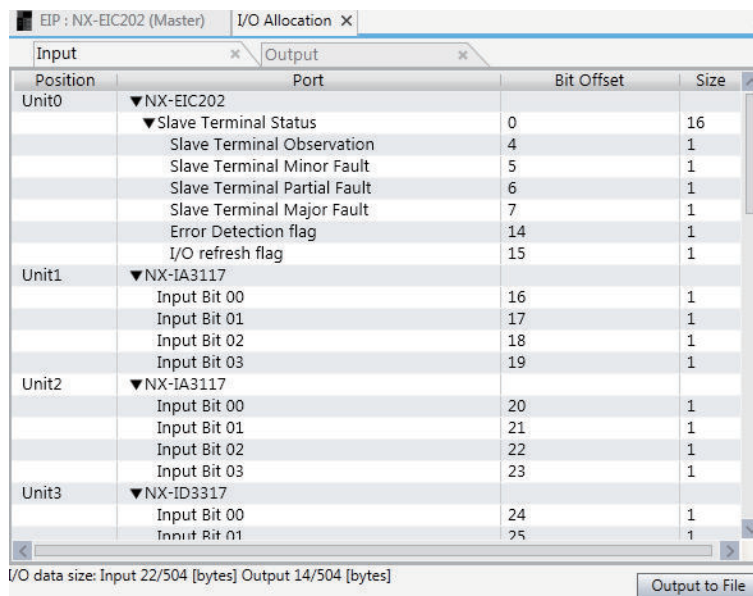 EIP : NX-EIC202 (Master) I/O Allocation X
Input × Output ×
Position Port Bit Offset Size
Unit0 ▼NX-EIC202
▼Slave Terminal Status 0 16
Slave Terminal Observation 4 1
Slave Terminal Minor Fault 5 1
Slave Terminal Partial Fault 6 1
Slave Terminal Major Fault 7 1
Error Detection flag 14 1
I/O refresh flag 15 1
Unit1 ▼NX-IA3117
Input Bit 00 16 1
Input Bit 01 17 1
Input Bit 02 18 1
Input Bit 03 19 1
Unit2 ▼NX-IA3117
Input Bit 00 20 1
Input Bit 01 21 1
Input Bit 02 22 1
Input Bit 03 23 1
Unit3 ▼NX-ID3317
Input Bit 00 24 1
Input Bit 01 25 1
I/O data size: Input 22/504 [bytes] Output 14/504 [bytes]
Output to File